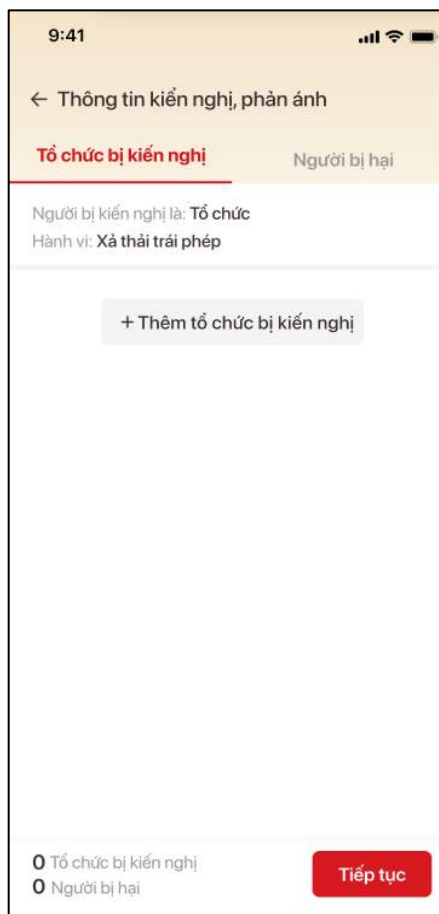 9:41
← Thông tin kiến nghị, phản ánh
Tổ chức bị kiến nghị
Người bị hại
Người bị kiến nghị là: Tổ chức
Hành vi: Xả thải trái phép
+ Thêm tổ chức bị kiến nghị
0 Tổ chức bị kiến nghị
0 Người bị hại
Tiếp tục